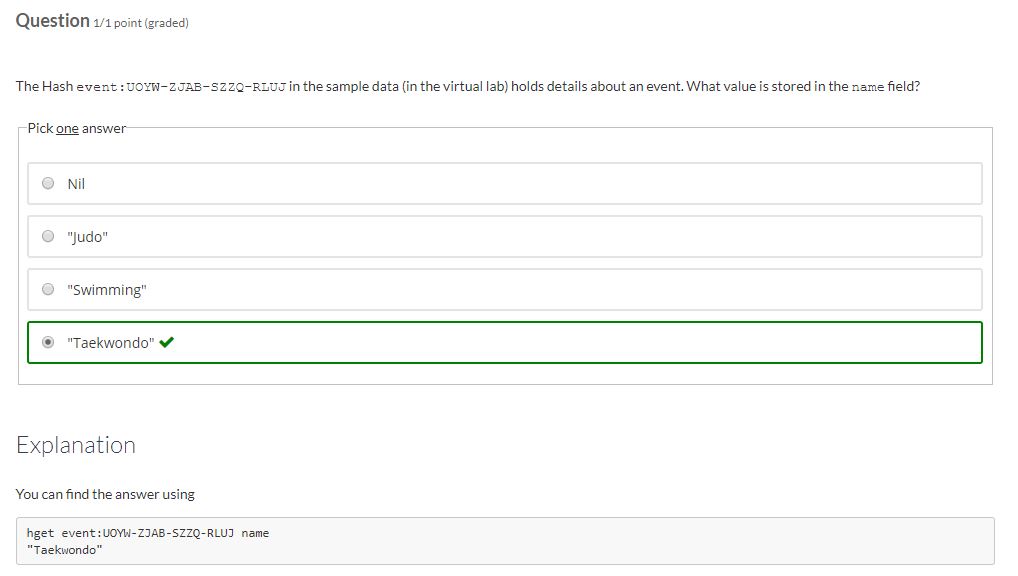 Question 1/1 point (graded)
The Hash event:UOYW-ZJAB-SZZQ-RLUJ in the sample data (in the virtual lab) holds details about an event. What value is stored in the name field?
Pick one answer
Nil
"Judo"
"Swimming"
"Taekwondo"
Explanation
You can find the answer using
hget event:UOYW-ZJAB-SZZQ-RLUJ name
"Taekwondo"